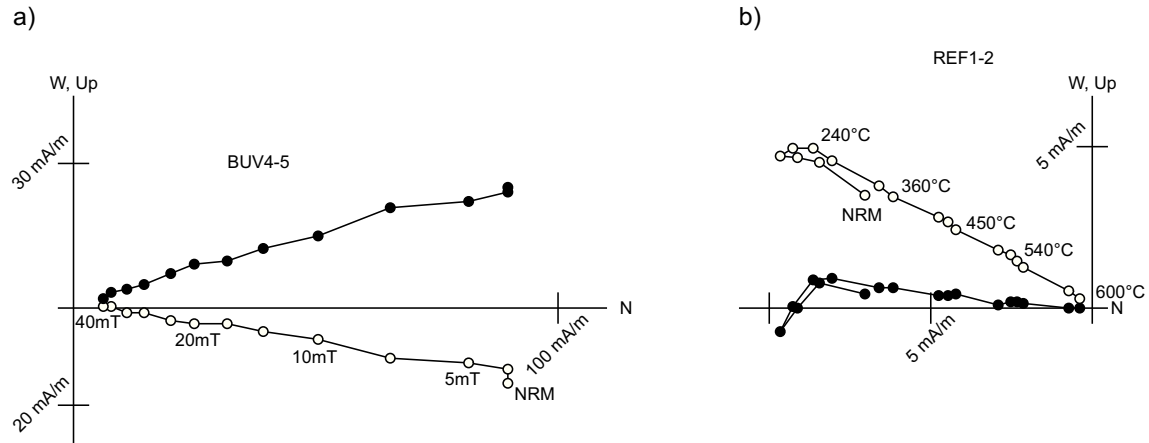 a)
W, Up
30 mA/m
BUV4-5
N
40mT
20mT
10mT
5mT
NRM
100 mA/m
20 mA/m
b)
REF1-2
W, Up
240°C
5 mA/m
360°C
NRM
450°C
540°C
600°C
N
5 mA/m